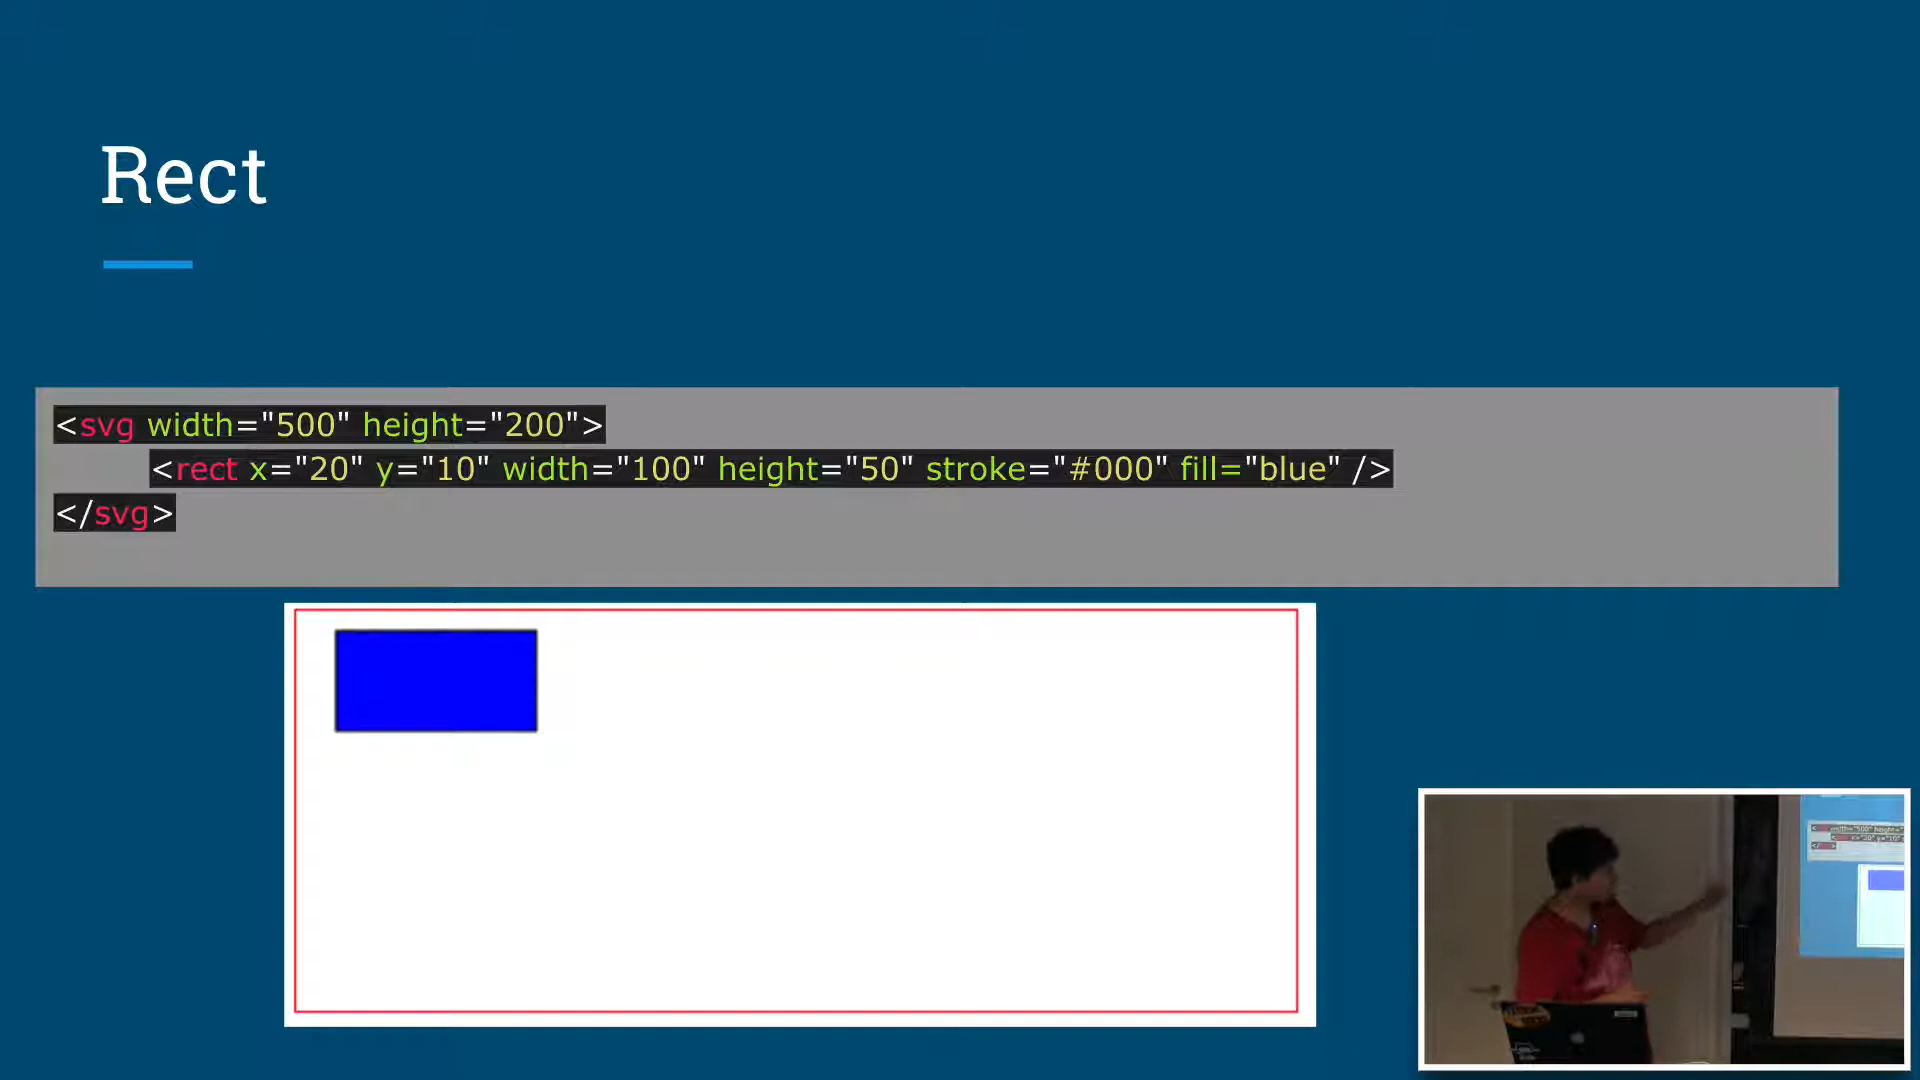 Rect
<svg width="500" height="200">
<rect x="20" y="10" width="100" height="50" stroke="#000" fill="blue" />
</svg>